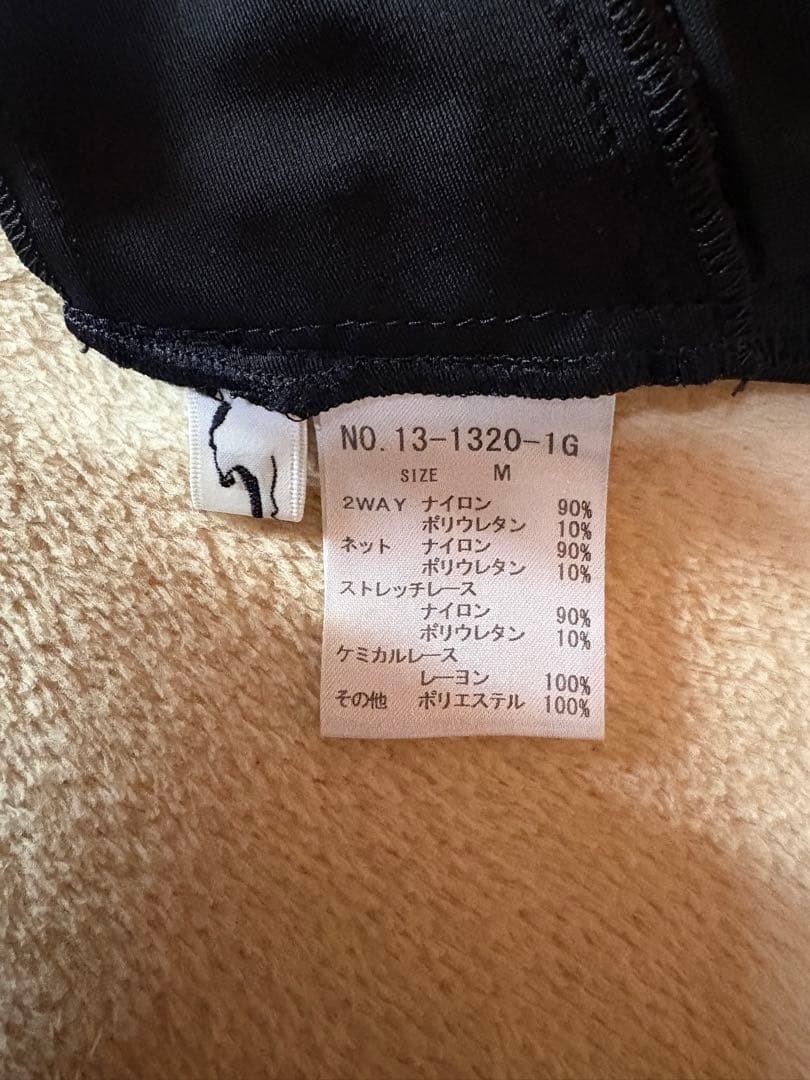 NO. 13-1320-1G
SIZE M
2WAY ナイロン 90%
ポリウレタン 10%
ネット ナイロン 90%
ポリウレタン 10%
ストレッチレース
ナイロン 90%
ポリウレタン 10%
ケミカルレース
レーヨン 100%
その他 ポリエステル 100%